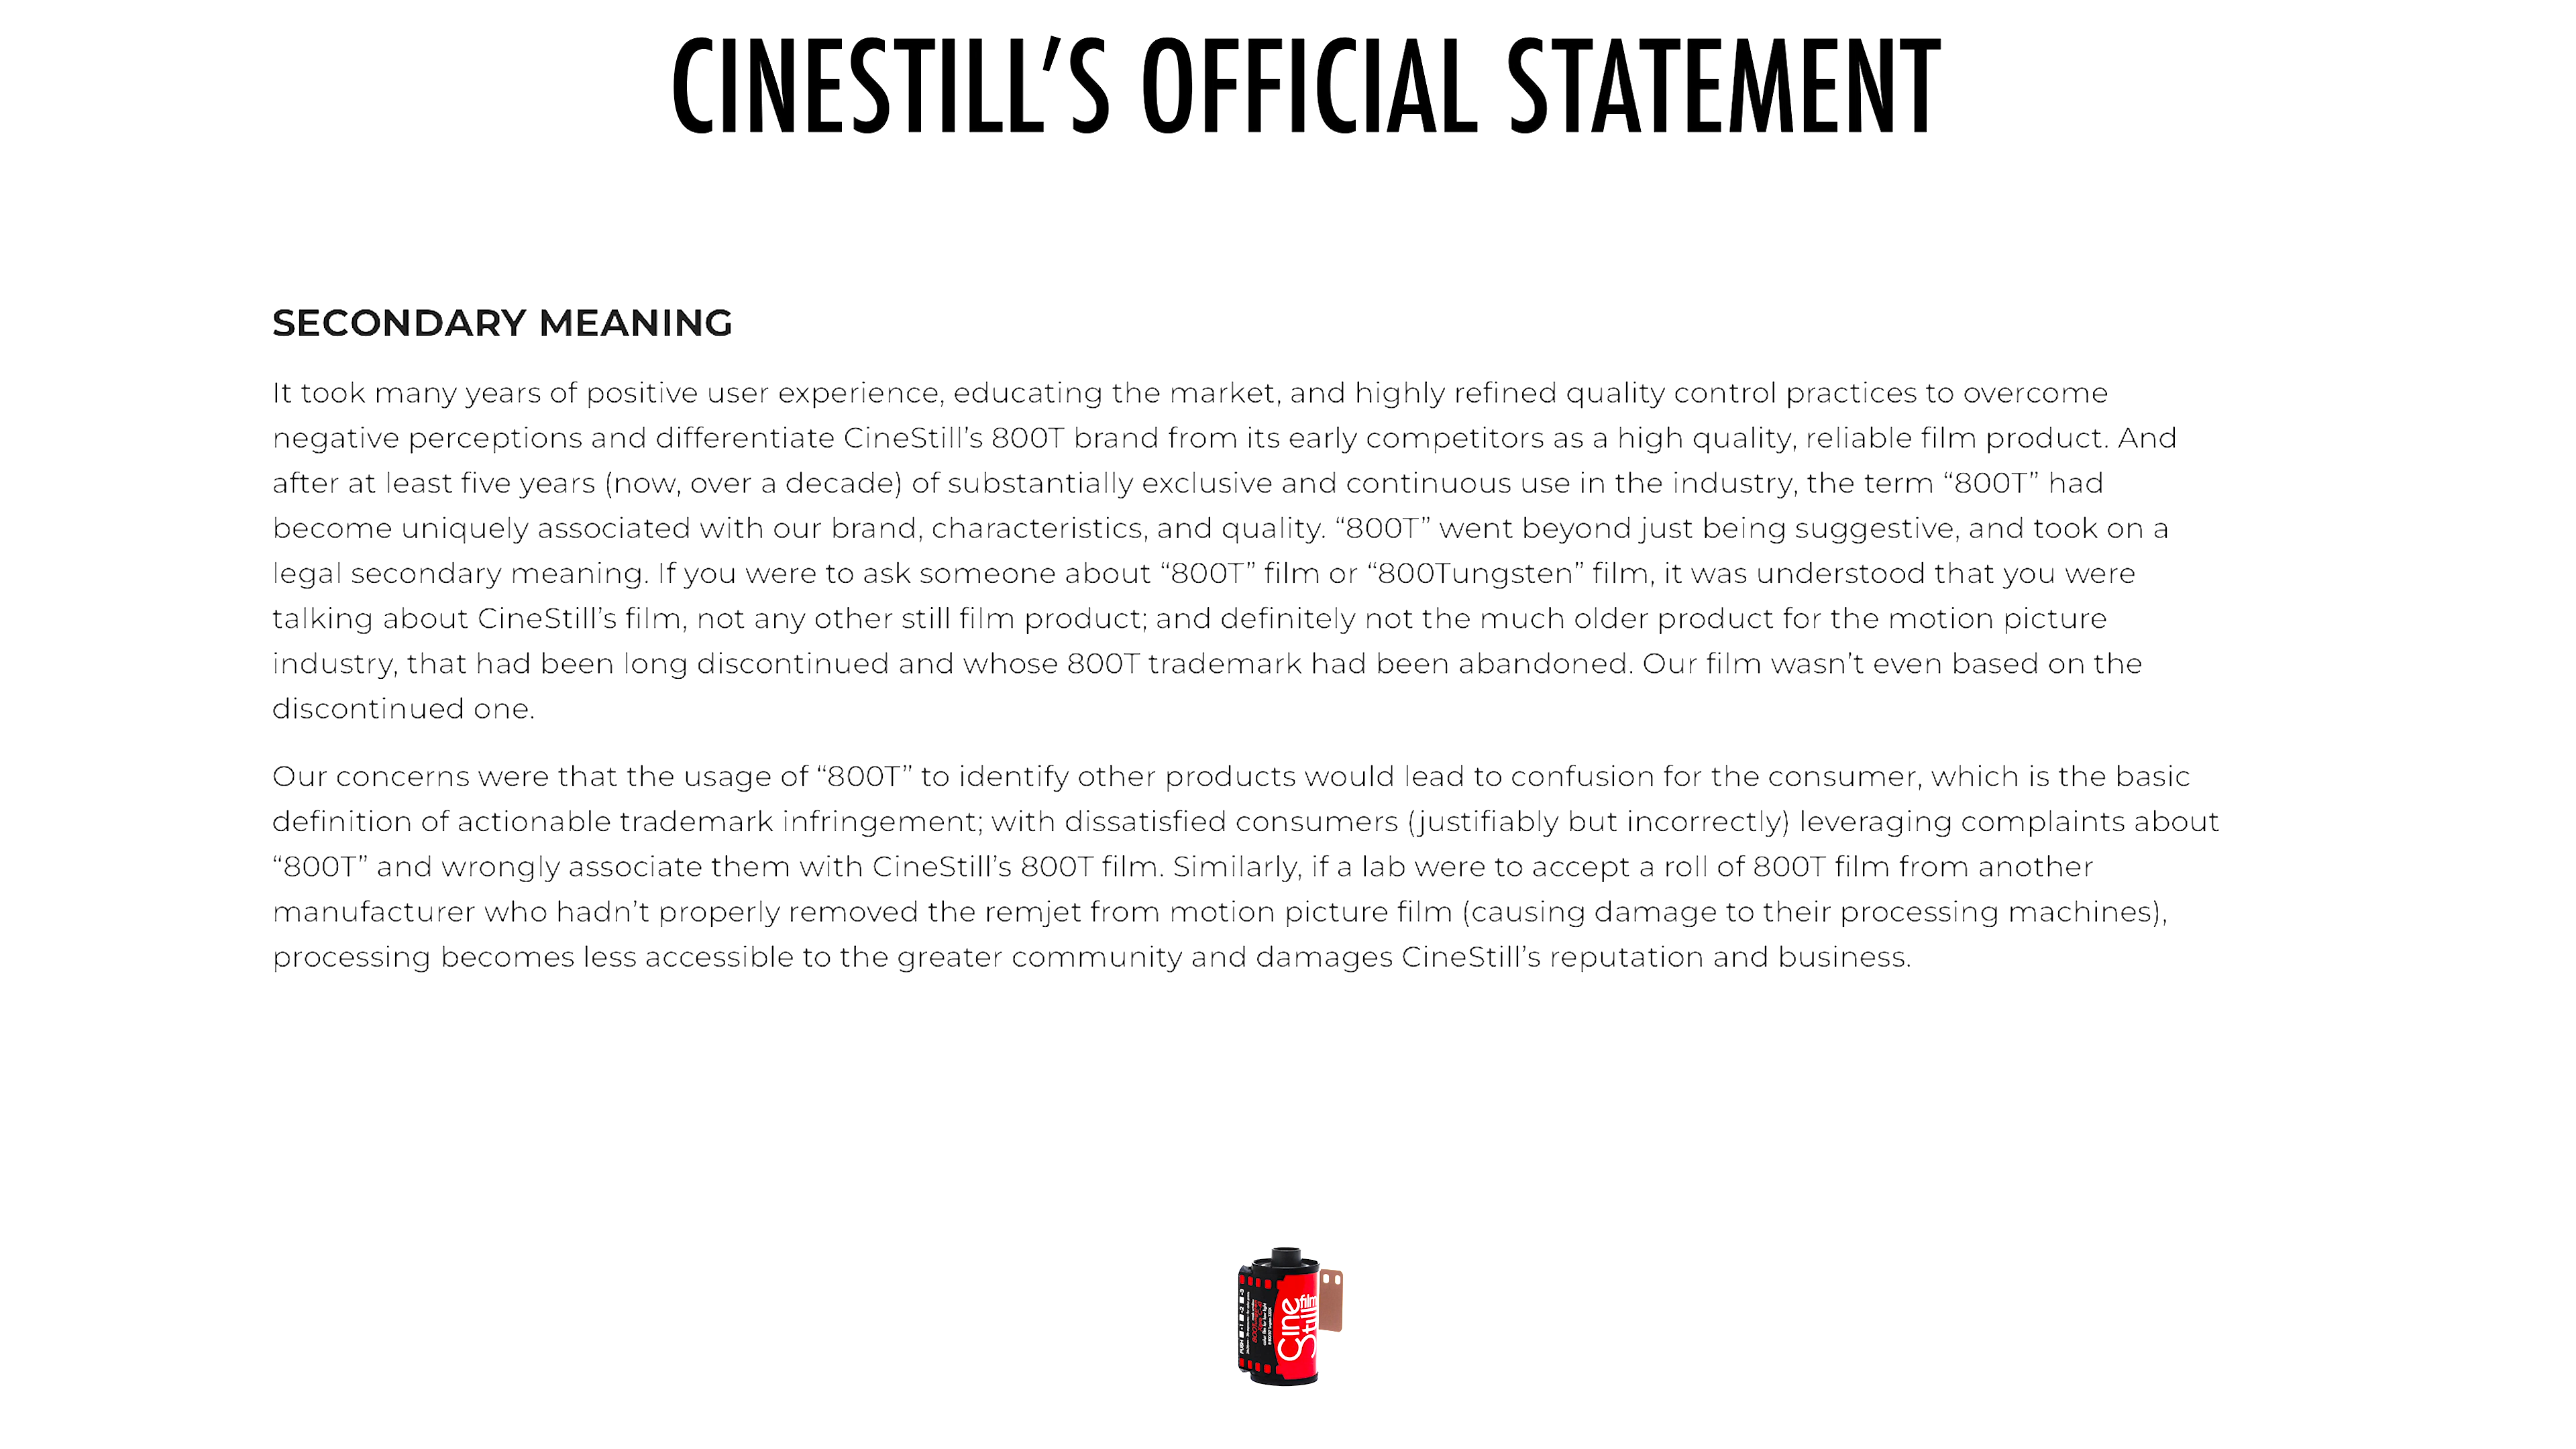 CINESTILL’S OFFICIAL STATEMENT
SECONDARY MEANING
It took many years of positive user experience, educating the market, and highly refined quality control practices to overcome
negative perceptions and differentiate CineStill’s 800T brand from its early competitors as a high quality, reliable film product. And
after at least five years (now, over a decade) of substantially exclusive and continuous use in the industry, the term “800T” had
become uniquely associated with our brand, characteristics, and quality. “800T” went beyond just being suggestive, and took on a
legal secondary meaning. If you were to ask someone about “800T” film or “800Tungsten” film, it was understood that you were
talking about CineStill’s film, not any other still film product; and definitely not the much older product for the motion picture
industry, that had been long discontinued and whose 800T trademark had been abandoned. Our film wasn’t even based on the
discontinued one.
Our concerns were that the usage of “800T” to identify other products would lead to confusion for the consumer, which is the basic
definition of actionable trademark infringement; with dissatisfied consumers (justifiably but incorrectly) leveraging complaints about
“800T” and wrongly associate them with CineStill’s 800T film. Similarly, if a lab were to accept a roll of 800T film from another
manufacturer who hadn’t properly removed the remjet from motion picture film (causing damage to their processing machines),
processing becomes less accessible to the greater community and damages CineStill’s reputation and business.
Cine film
Still